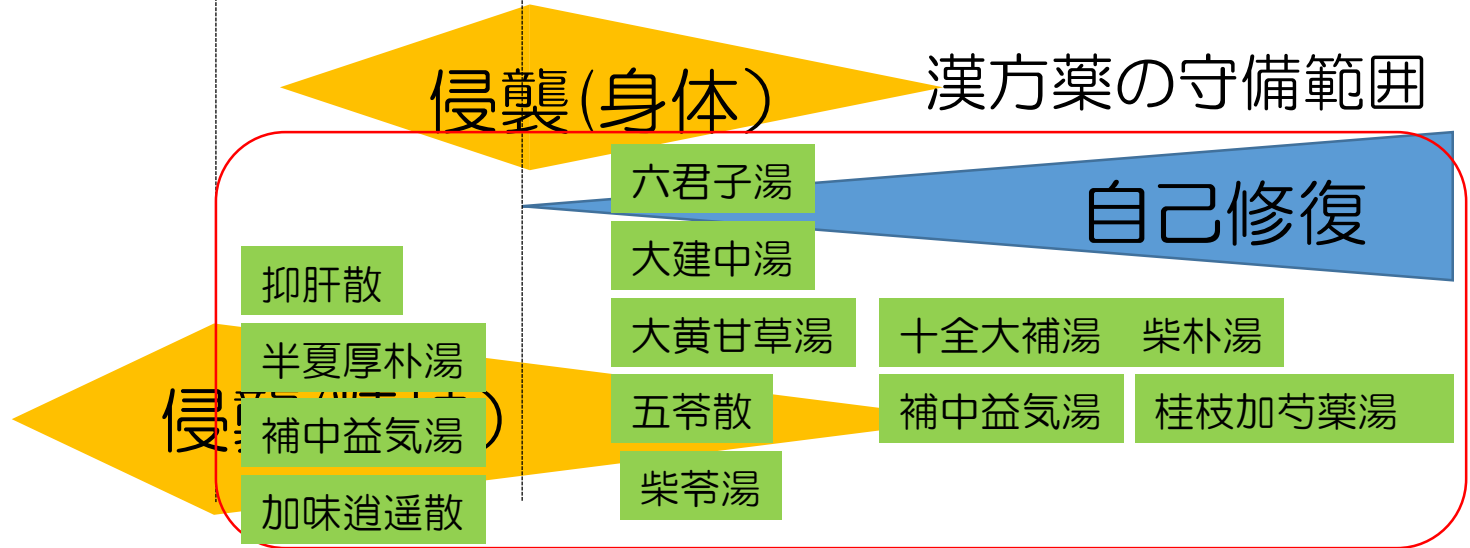 侵襲(身体)
漢方薬の守備範囲
六君子湯
自己修復
大建中湯
抑肝散
大黄甘草湯
十全大補湯 柴朴湯
半夏厚朴湯
侵
)
五苓散
補中益気湯
桂枝加芍薬湯
補中益気湯
柴苓湯
加味逍遥散